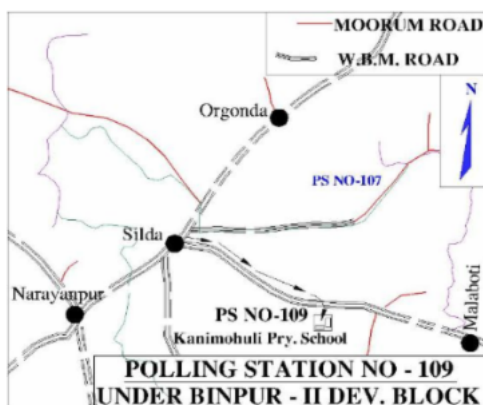 MOORUM ROAD
W.B.M. ROAD
N
Orgonda
PS NO-107
Silda
Narayanpur
Malaboti
PS NO-109
Kanimohuli Pry. School
POLLING STATION NO - 109
UNDER BINPUR - II DEV. BLOCK